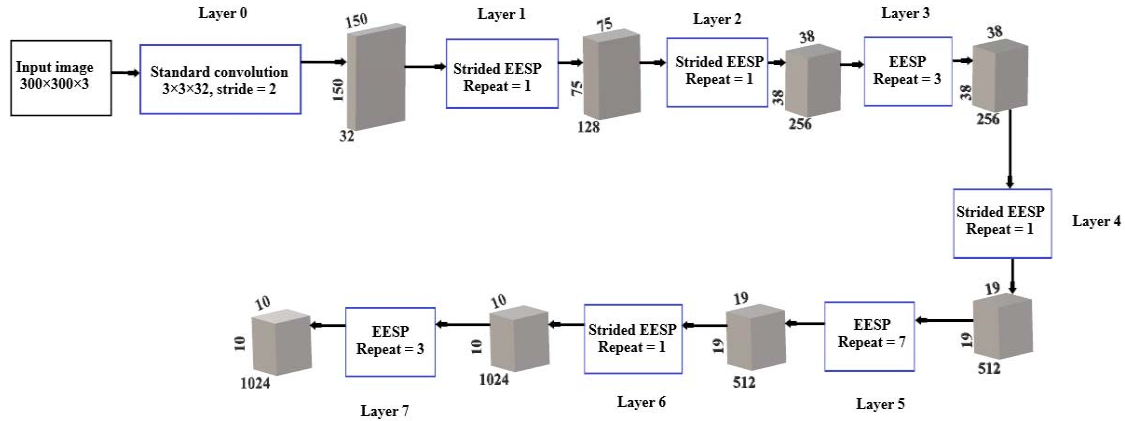 Layer 0
Input image
300×300×3
Standard convolution
3×3×32, stride = 2
150
150
32
Layer 1
Strided EESP
Repeat = 1
75
75
128
Layer 2
Strided EESP
Repeat = 1
38
38
256
Layer 3
EESP
Repeat = 3
38
38
256
Strided EESP
Repeat = 1
Layer 4
19
19
512
EESP
Repeat = 7
Layer 5
19
19
512
Strided EESP
Repeat = 1
Layer 6
10
10
1024
EESP
Repeat = 3
Layer 7
10
10
1024